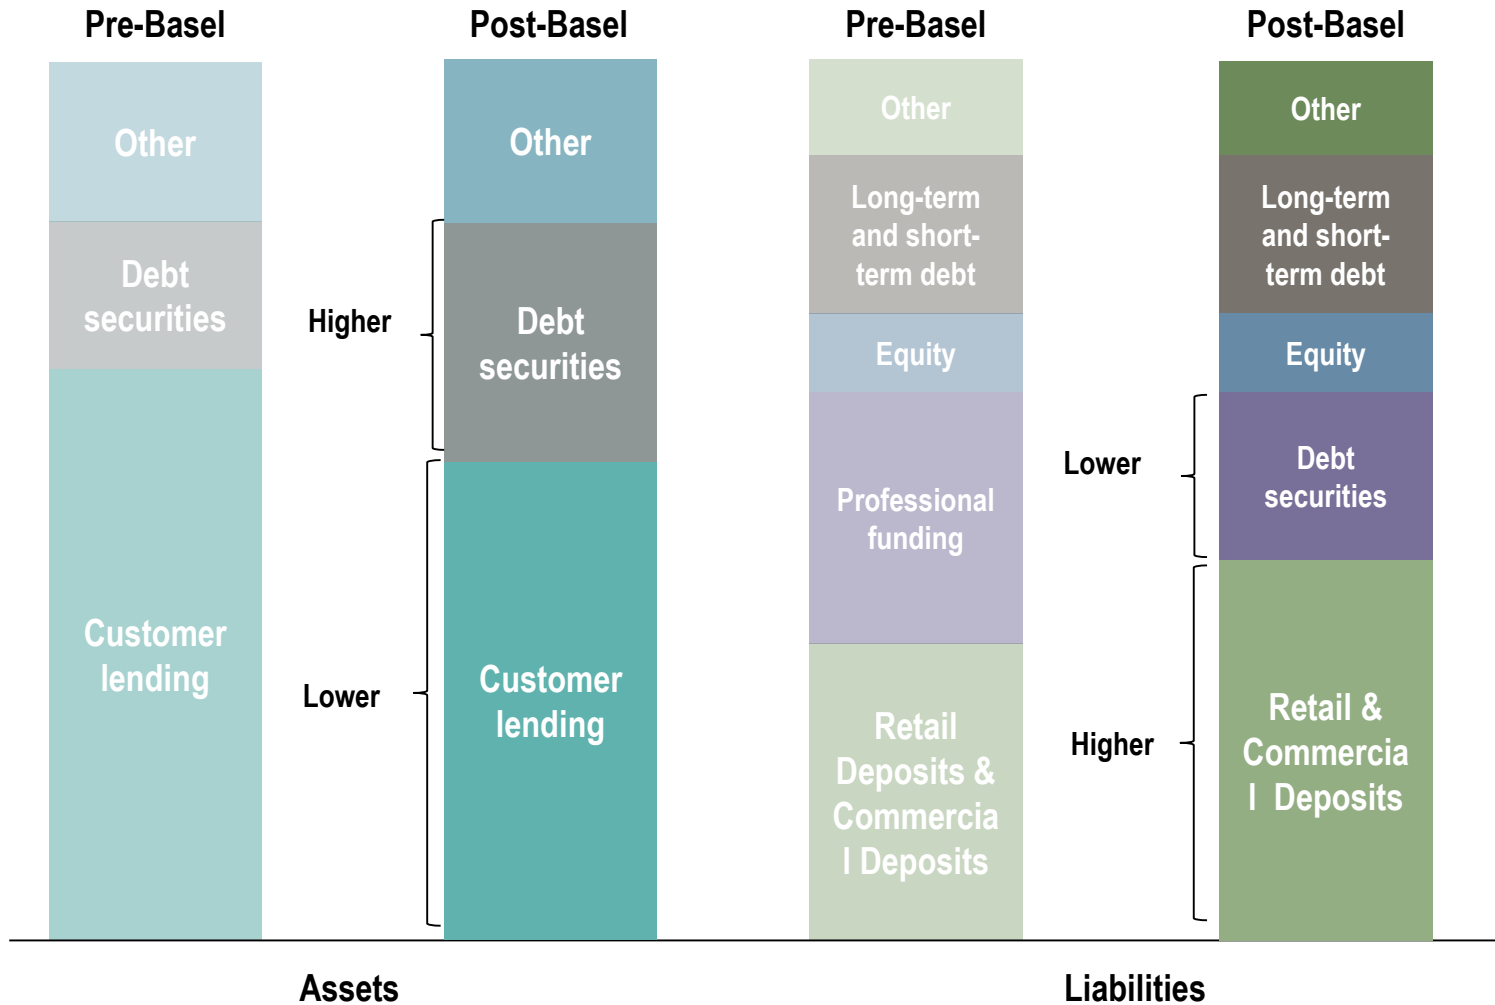 Pre-Basel
Post-Basel
Pre-Basel
Post-Basel
Other
Debt
securities
Customer
lending
Higher
Lower
Other
Debt
securities
Customer
lending
Other
Long-term
and short-
term debt
Equity
Professional
funding
Retail
Deposits &
Commercia
l Deposits
Lower
Higher
Other
Long-term
and short-
term debt
Equity
Debt
securities
Retail &
Commercia
l Deposits
Assets
Liabilities